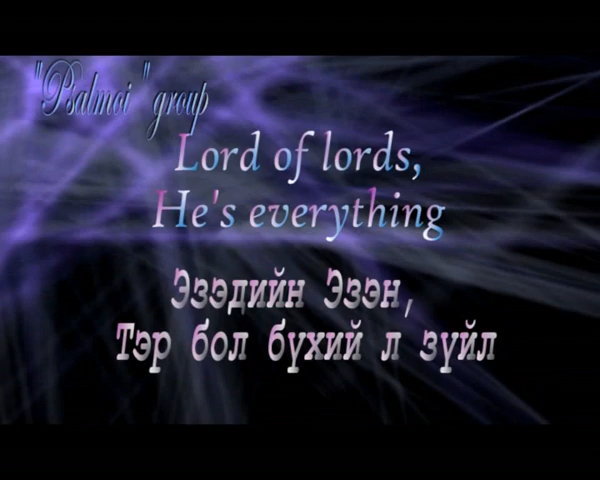 "Psalmoi" group
Lord of lords,
He's everything
Эзэдийн Эзэн,
Тэр бол бүхий л зүйл